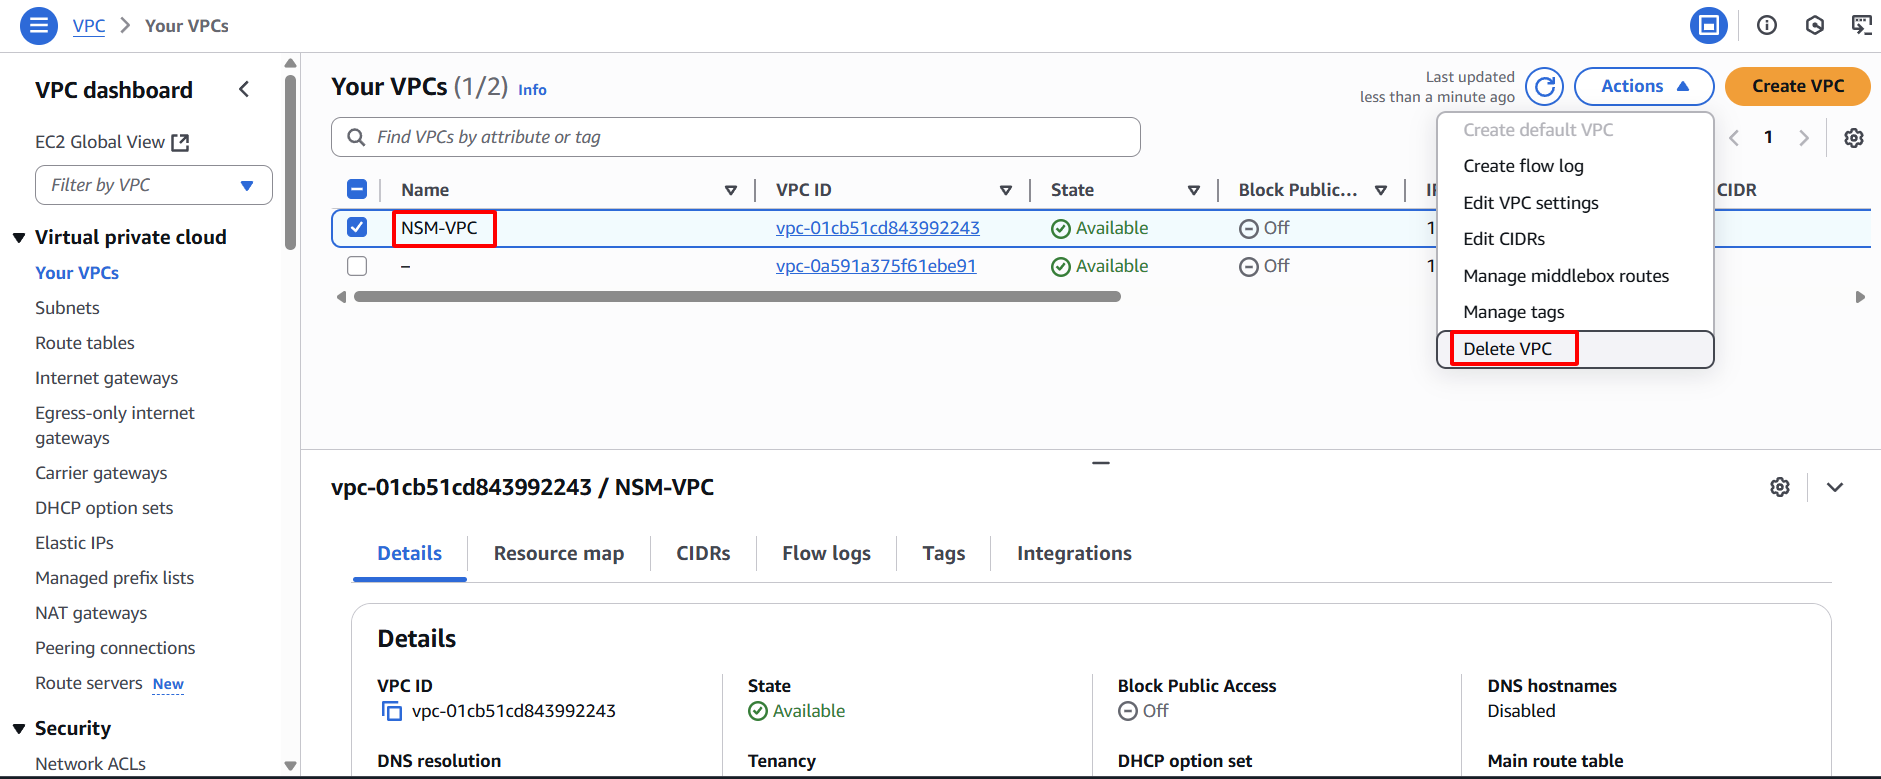 VPC > Your VPCs
VPC dashboard
EC2 Global View
Filter by VPC
Virtual private cloud
Your VPCs
Subnets
Route tables
Internet gateways
Egress-only internet
gateways
Carrier gateways
DHCP option sets
Elastic IPs
Managed prefix lists
NAT gateways
Peering connections
Route servers New
Security
Network ACLs
Your VPCs (1/2) Info
Last updated
less than a minute ago
Actions
Create VPC
Find VPCs by attribute or tag
1
Create default VPC
Create flow log
Edit VPC settings
Edit CIDRs
Manage middlebox routes
Manage tags
Delete VPC
Name VPC ID State Block Public... CIDR
NSM-VPC vpc-01cb51cd843992243 Available Off 1
– vpc-0a591a375f61ebe91 Available Off 1
vpc-01cb51cd843992243 / NSM-VPC
Details Resource map CIDRs Flow logs Tags Integrations
Details
VPC ID
vpc-01cb51cd843992243
State
Available
Block Public Access
Off
DNS hostnames
Disabled
DNS resolution
Tenancy
DHCP option set
Main route table